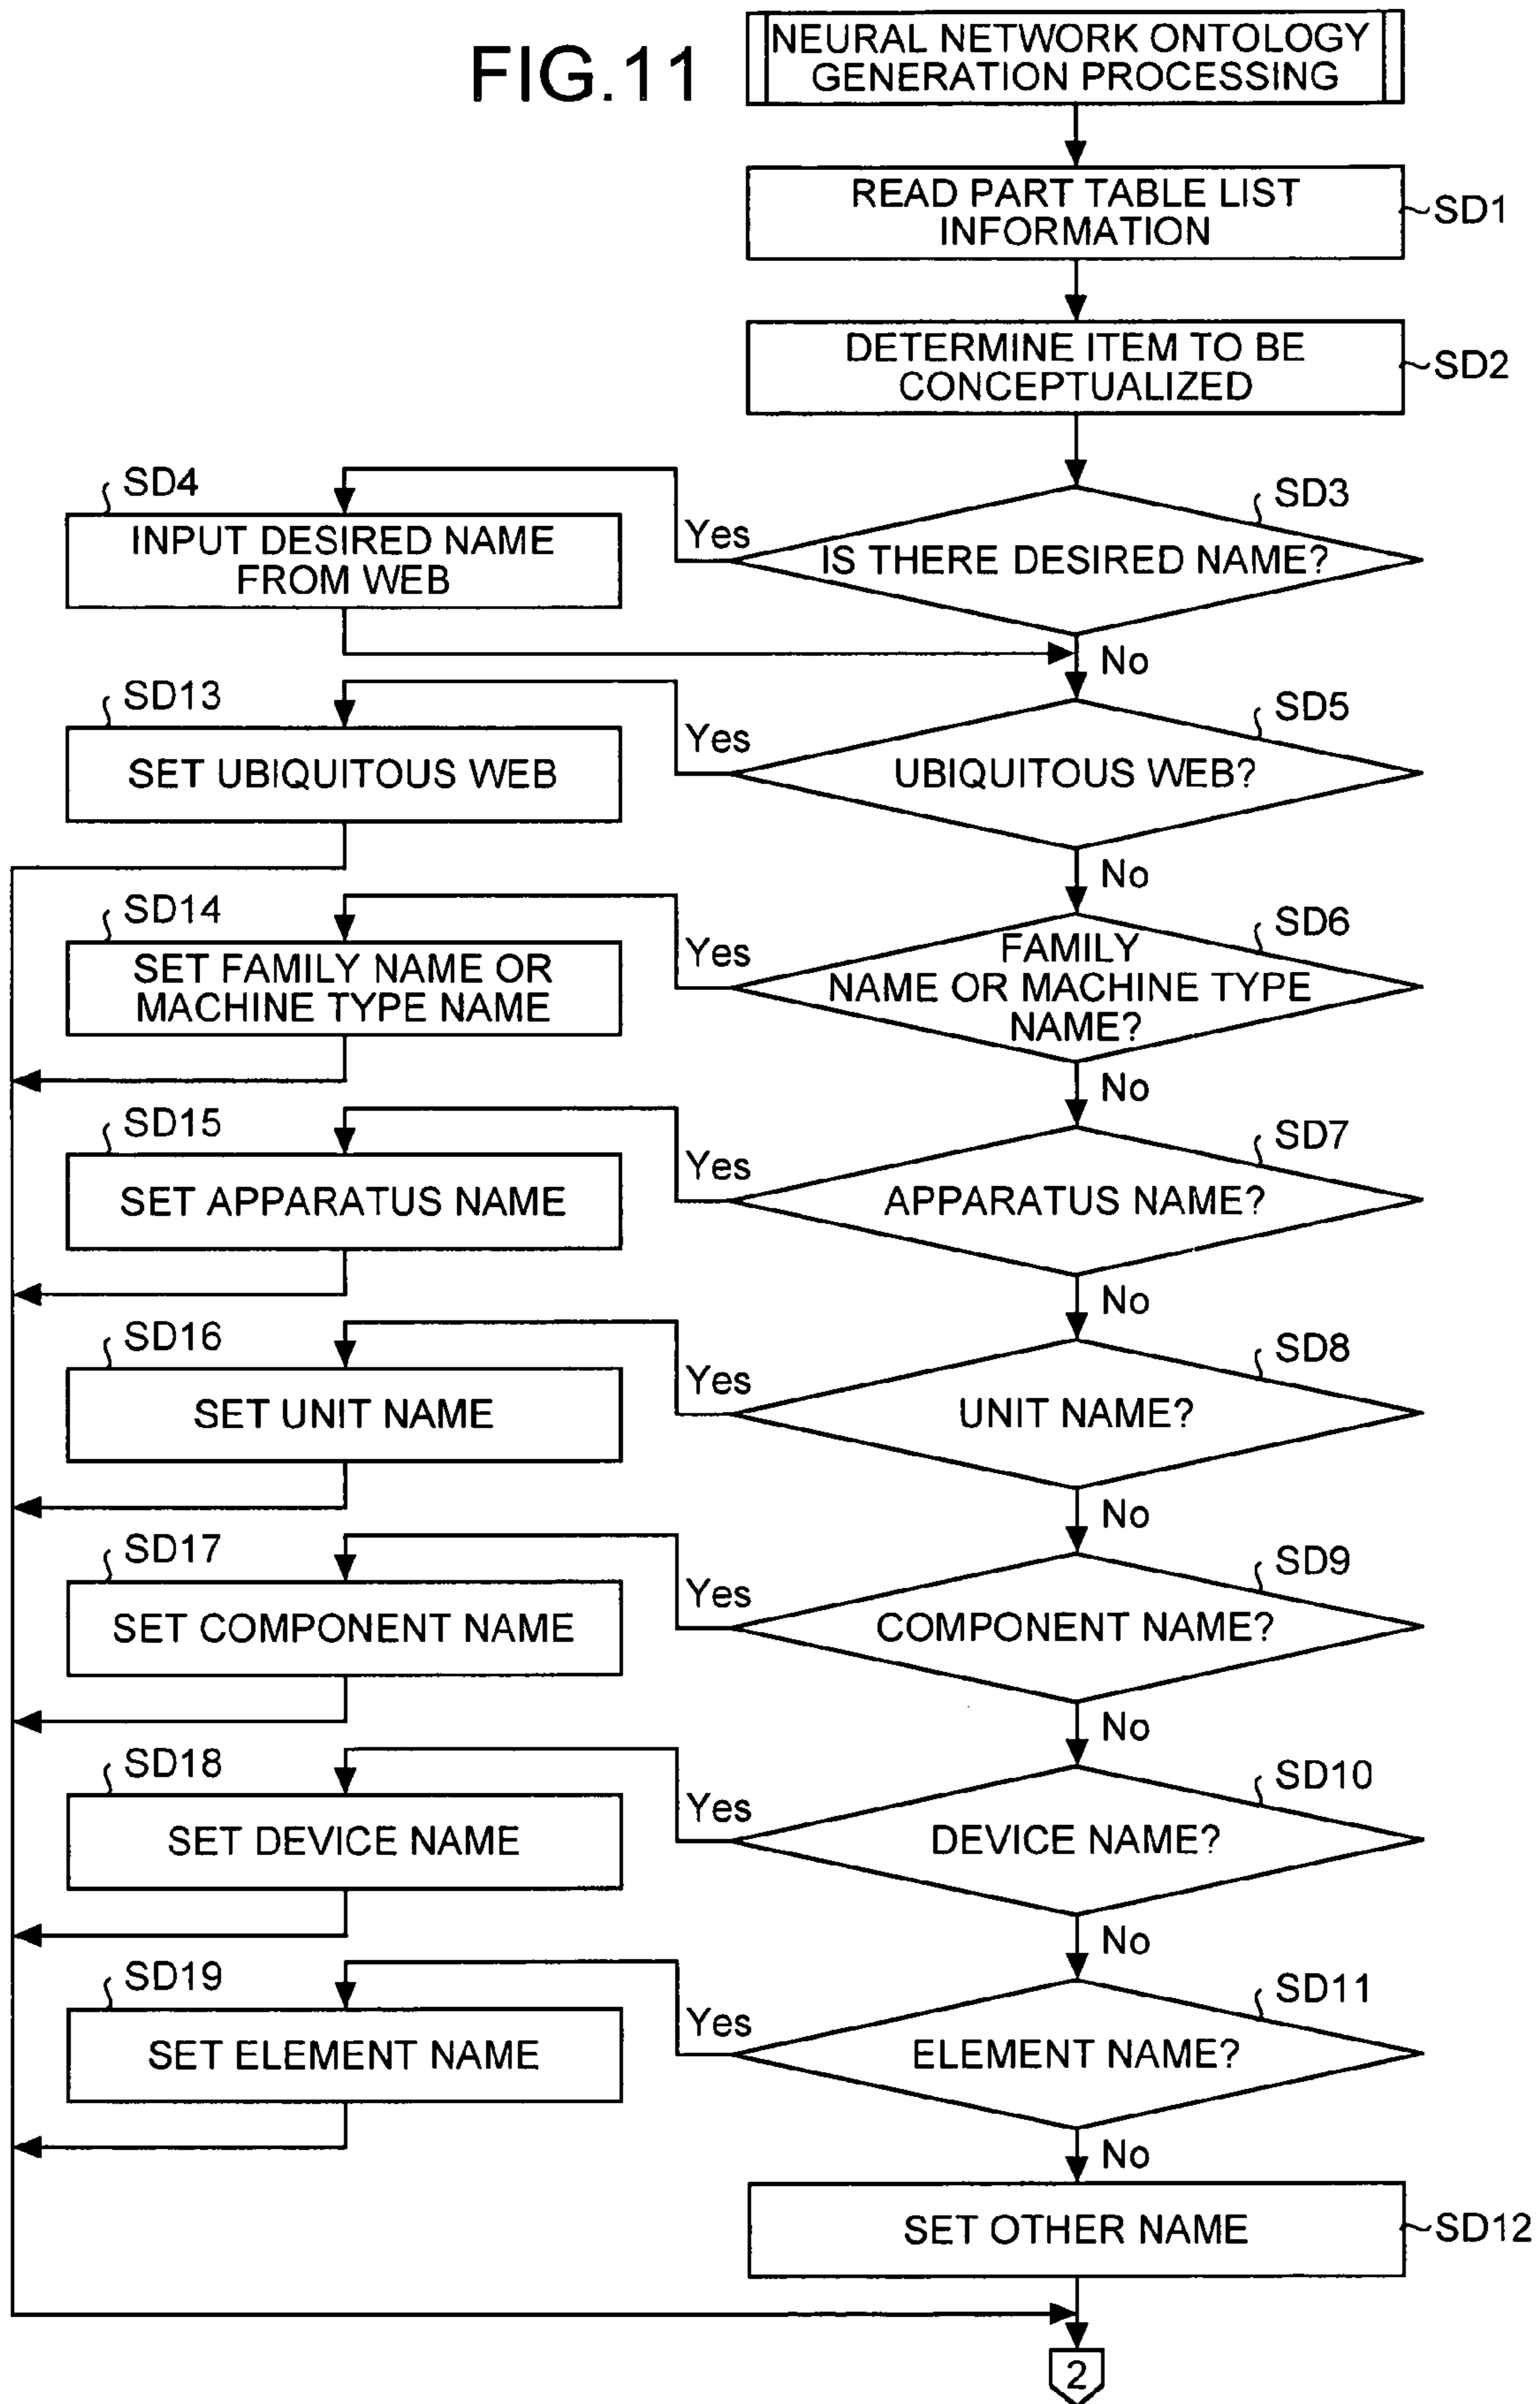 FIG.11
NEURAL NETWORK ONTOLOGY
GENERATION PROCESSING
READ PART TABLE LIST
INFORMATION
SD1
DETERMINE ITEM TO BE
CONCEPTUALIZED
SD2
SD4
INPUT DESIRED NAME
FROM WEB
Yes
SD3
IS THERE DESIRED NAME?
No
SD13
SET UBIQUITOUS WEB
Yes
SD5
UBIQUITOUS WEB?
No
SD14
SET FAMILY NAME OR
MACHINE TYPE NAME
Yes
SD6
FAMILY
NAME OR MACHINE TYPE
NAME?
No
SD15
SET APPARATUS NAME
Yes
SD7
APPARATUS NAME?
No
SD16
SET UNIT NAME
Yes
SD8
UNIT NAME?
No
SD17
SET COMPONENT NAME
Yes
SD9
COMPONENT NAME?
No
SD18
SET DEVICE NAME
Yes
SD10
DEVICE NAME?
No
SD19
SET ELEMENT NAME
Yes
SD11
ELEMENT NAME?
No
SET OTHER NAME
SD12
2